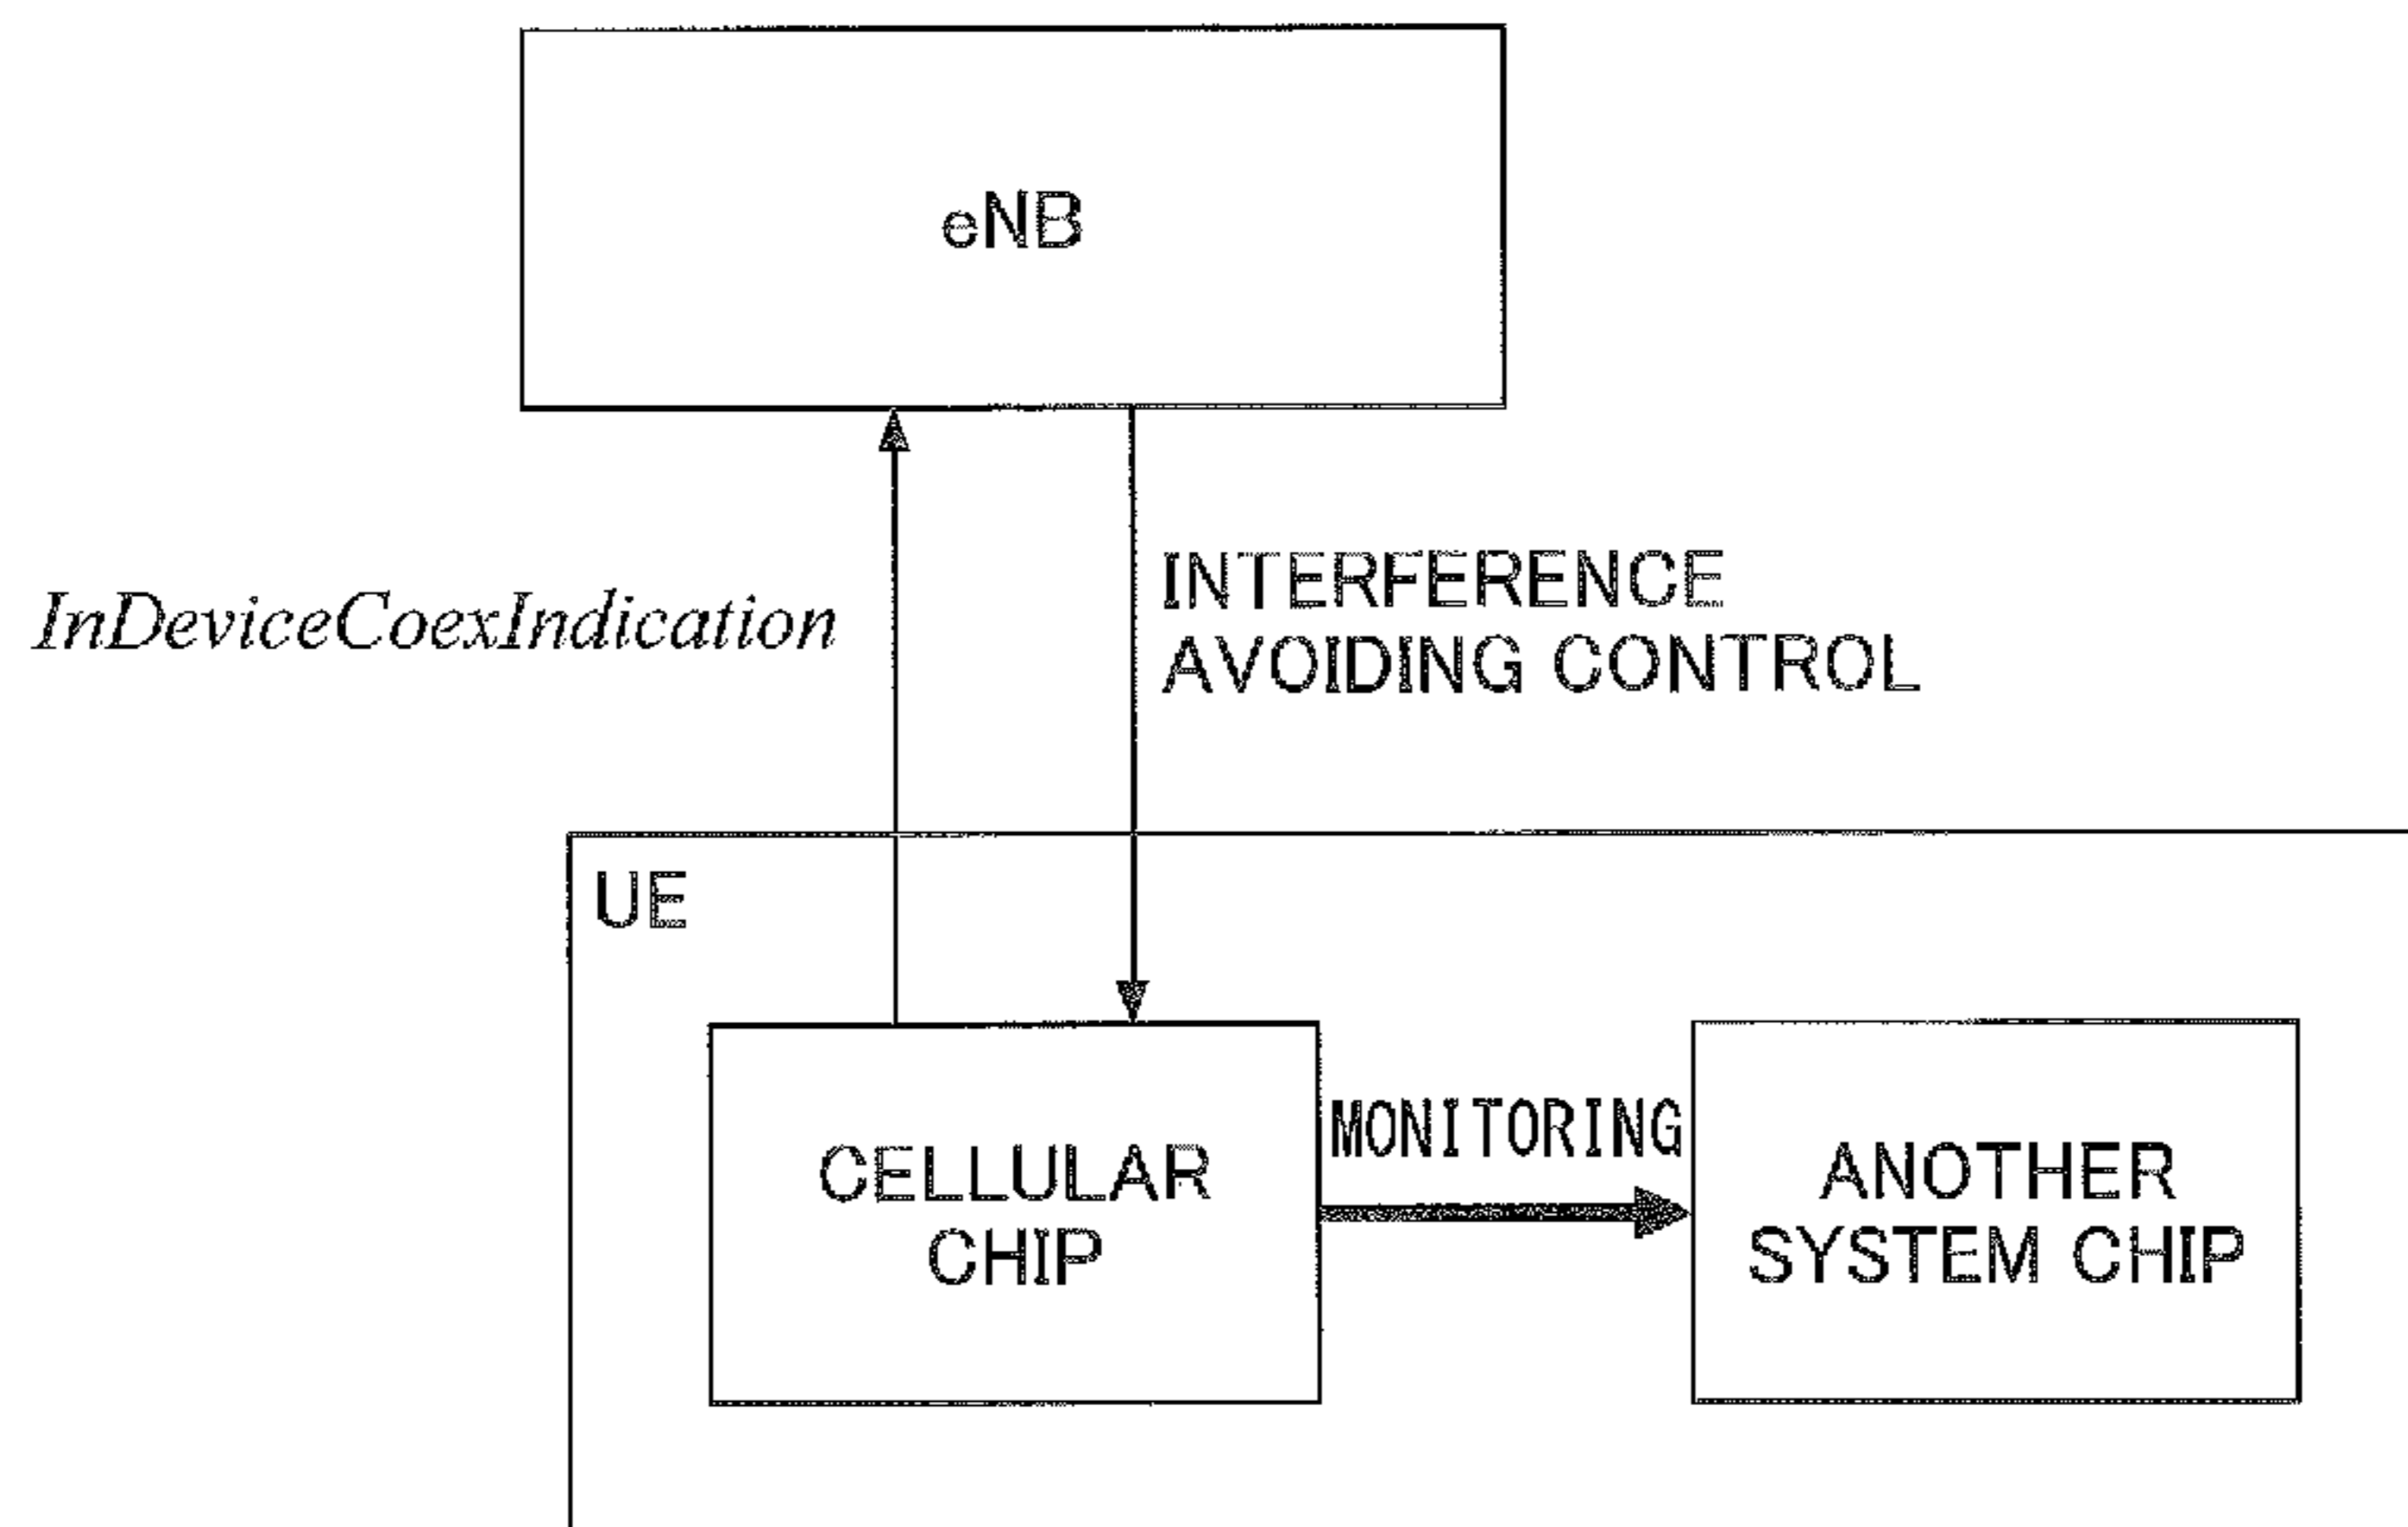 eNB
InDeviceCoexIndication
INTERFERENCE
AVOIDING CONTROL
UE
CELLULAR
CHIP
MONITORING
ANOTHER
SYSTEM CHIP